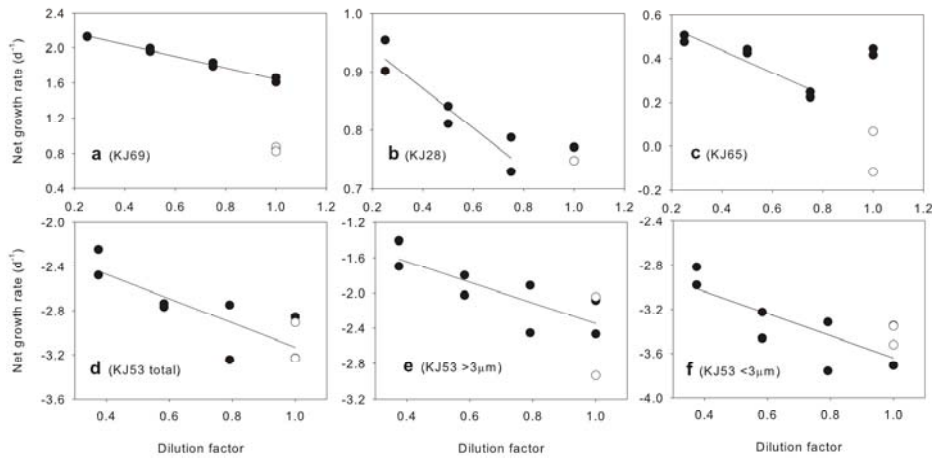 Net growth rate (d⁻¹)
2.4
2.0
1.6
1.2
0.8
0.4
a (KJ69)
0.2 0.4 0.6 0.8 1.0 1.2
1.0
0.9
0.8
0.7
b (KJ28)
0.2 0.4 0.6 0.8 1.0 1.2
0.6
0.4
0.2
0.0
-0.2
c (KJ65)
0.2 0.4 0.6 0.8 1.0 1.2
Net growth rate (d⁻¹)
-2.0
-2.4
-2.8
-3.2
-3.6
d (KJ53 total)
0.4 0.6 0.8 1.0
Dilution factor
-1.1
-1.5
-2.0
-2.4
-2.8
-3.2
e (KJ53 >3μm)
0.4 0.6 0.8 1.0
Dilution factor
-2.4
-2.8
-3.2
-3.6
-4.0
f (KJ53 <3μm)
0.4 0.6 0.8 1.0
Dilution factor